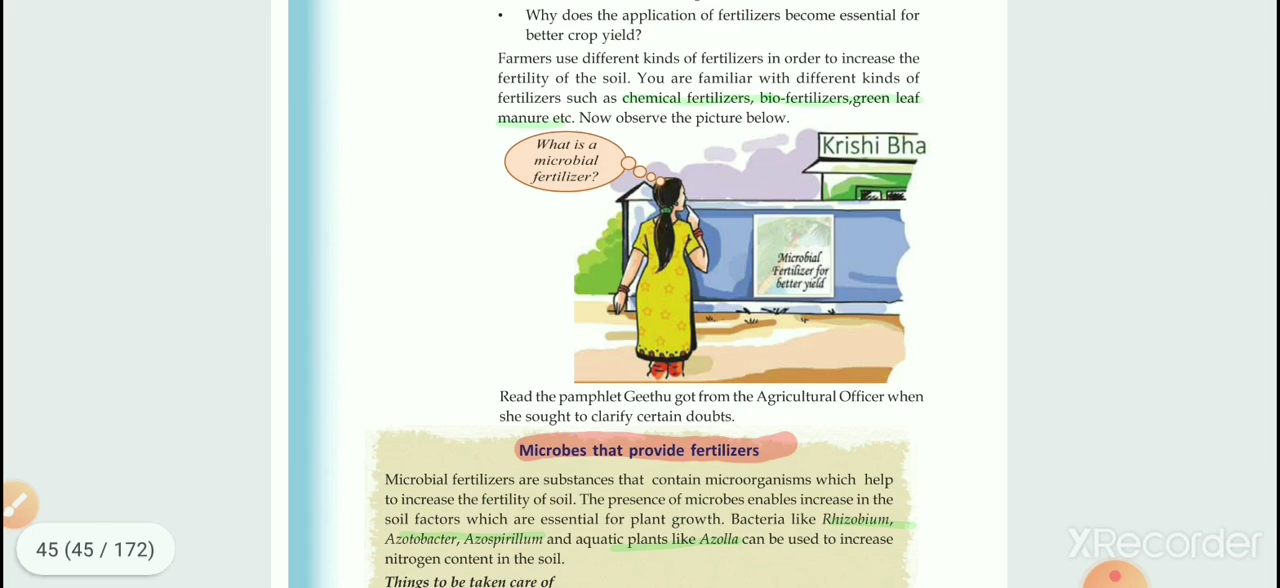 • Why does the application of fertilizers become essential for
better crop yield?
Farmers use different kinds of fertilizers in order to increase the
fertility of the soil. You are familiar with different kinds of
fertilizers such as chemical fertilizers, bio-fertilizers,green leaf
manure etc. Now observe the picture below.
What is a
microbial
fertilizer?
Krishi Bha
Microbial
Fertilizer for
better yield
Read the pamphlet Geethu got from the Agricultural Officer when
she sought to clarify certain doubts.
Microbes that provide fertilizers
Microbial fertilizers are substances that contain microorganisms which help
to increase the fertility of soil. The presence of microbes enables increase in the
soil factors which are essential for plant growth. Bacteria like Rhizobium,
Azotobacter, Azospirillum and aquatic plants like Azolla can be used to increase
nitrogen content in the soil.
Things to be taken care of
45 (45 / 172)
XRecorder